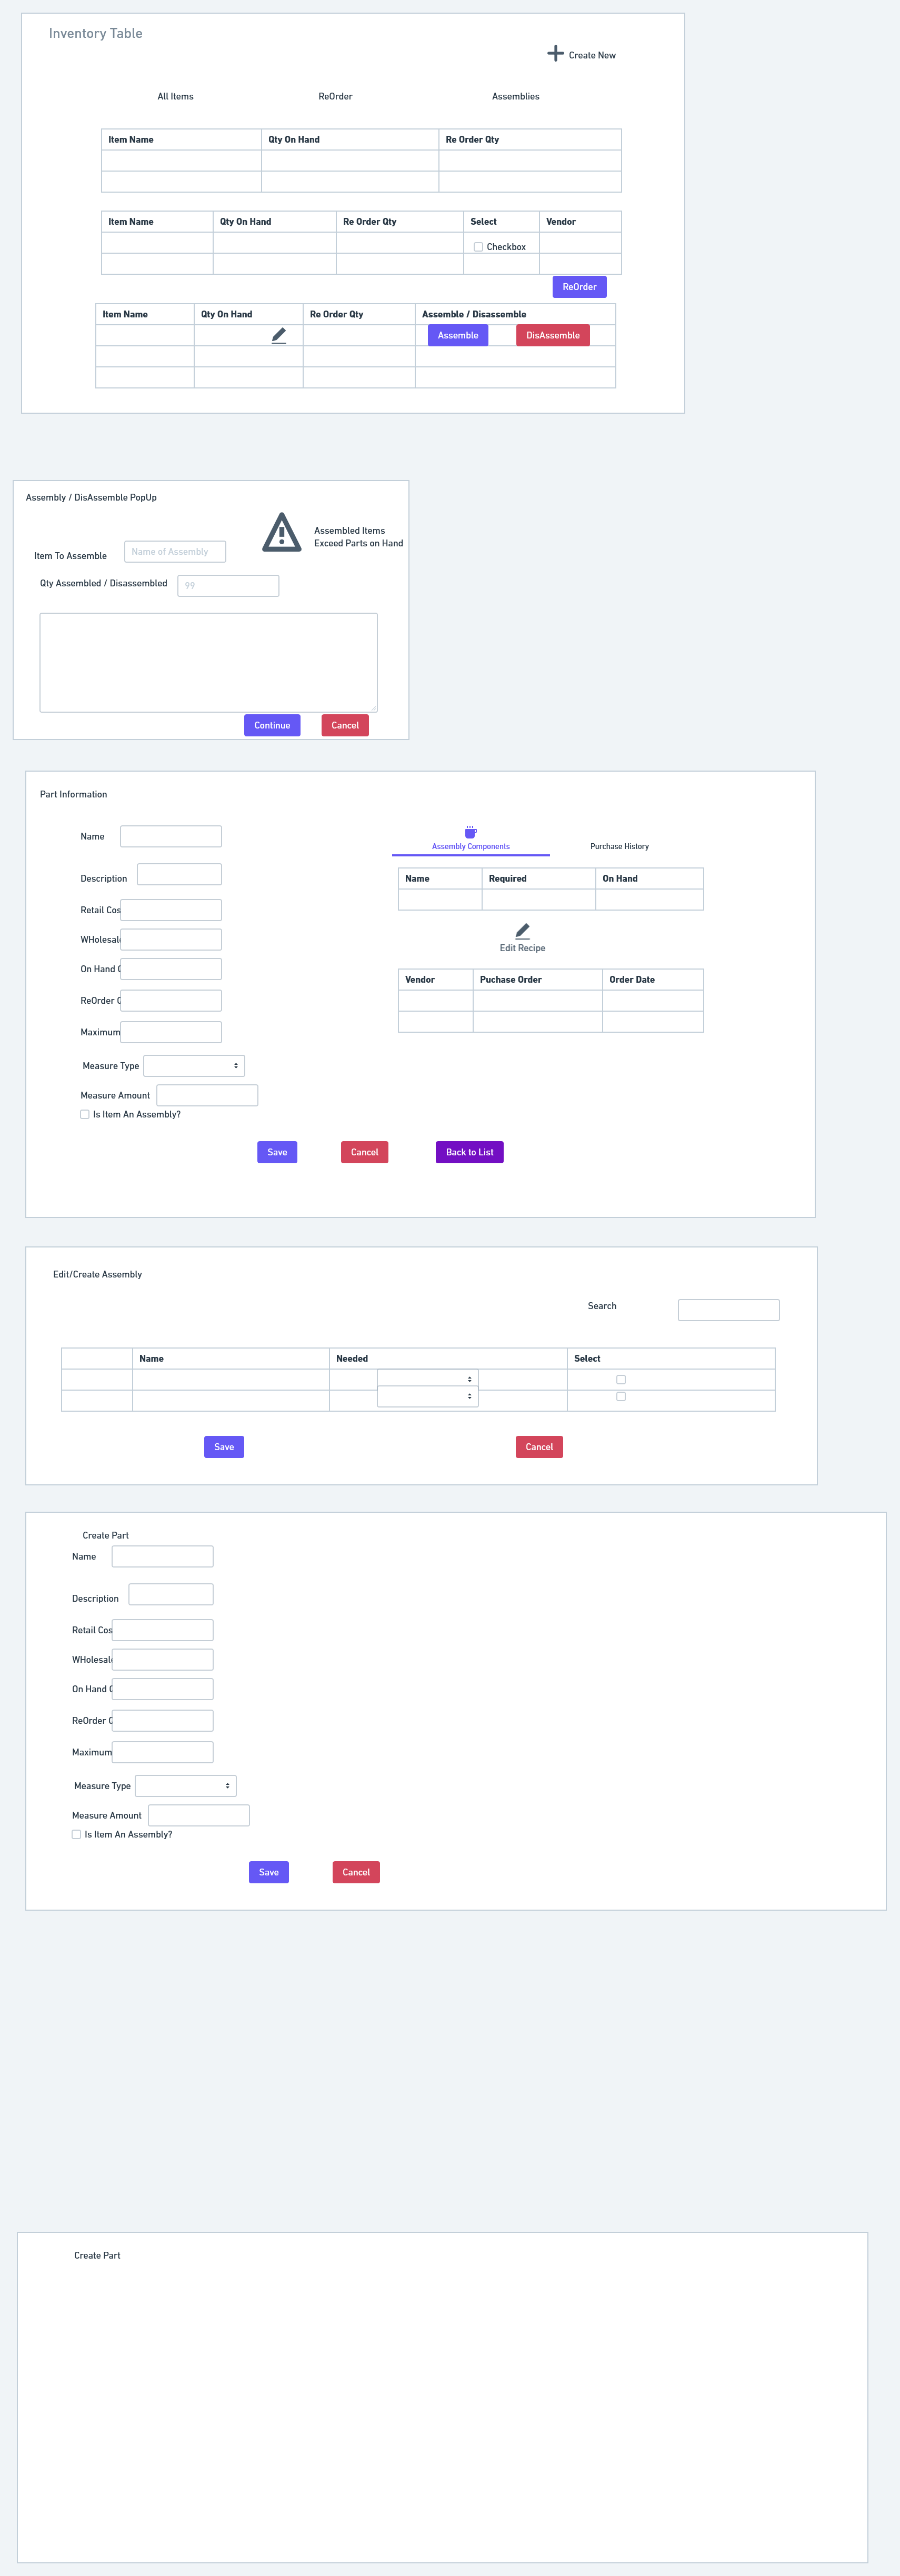 Inventory Table
Create New
All Items ReOrder Assemblies
Item Name Qty On Hand Re Order Qty
Item Name Qty On Hand Re Order Qty Select Vendor
Checkbox
ReOrder
Item Name Qty On Hand Re Order Qty Assemble / Disassemble
Assemble DisAssemble
Assembly / DisAssemble PopUp
Assembled Items
Exceed Parts on Hand
Item To Assemble Name of Assembly
Qty Assembled / Disassembled 99
Continue Cancel
Part Information
Name
Description
Retail Cos
WHolesal
On Hand
ReOrder
Maximum
Measure Type
Measure Amount
Is Item An Assembly?
Assembly Components Purchase History
Name Required On Hand
Edit Recipe
Vendor Puchase Order Order Date
Save Cancel Back to List
Edit/Create Assembly
Search
Name Needed Select
Save Cancel
Create Part
Name
Description
Retail Cos
WHolesal
On Hand
ReOrder
Maximum
Measure Type
Measure Amount
Is Item An Assembly?
Save Cancel
Create Part